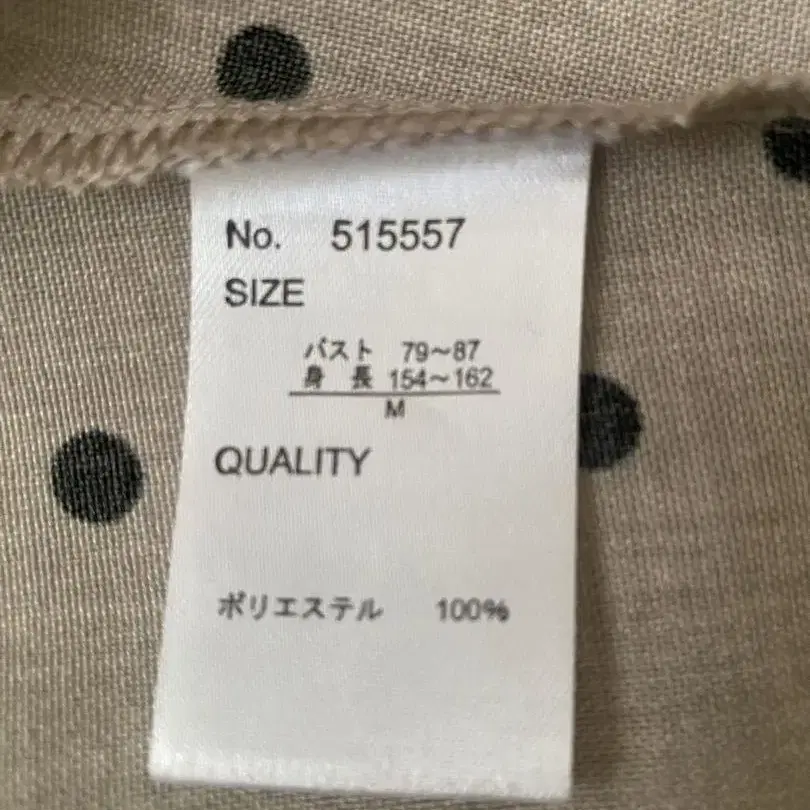 No. 515557
SIZE
バスト 79～87
身 長 154～162
M
QUALITY
ポリエステル 100%